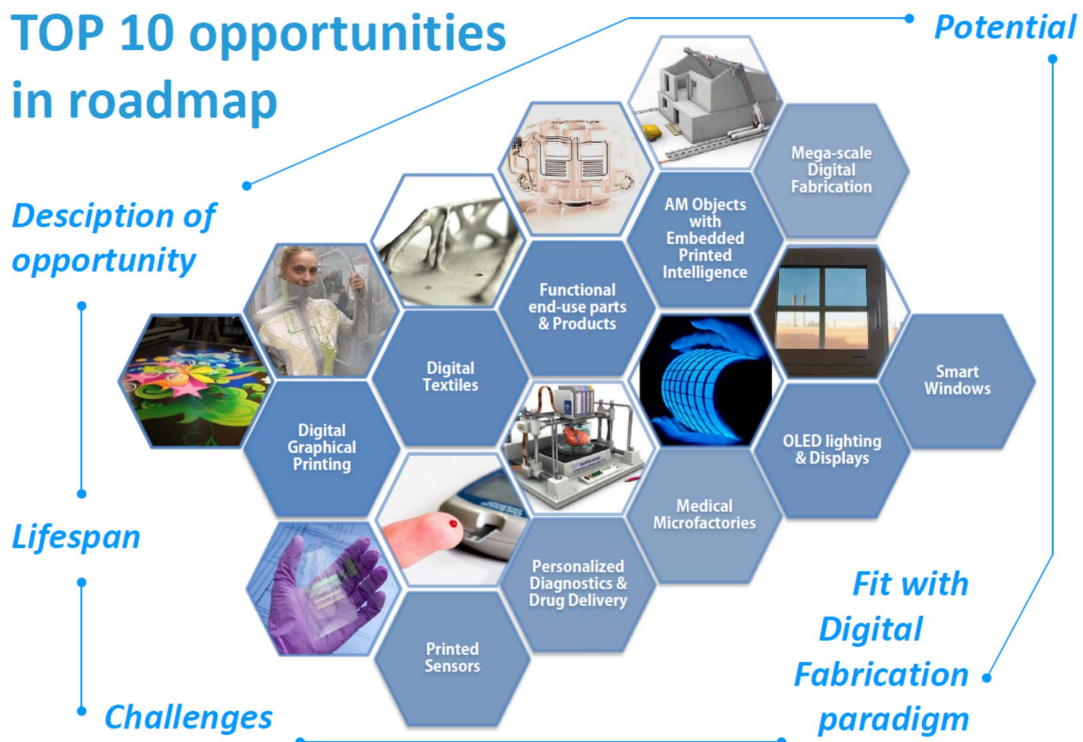 TOP 10 opportunities
in roadmap
Potential
Mega-scale
Digital
Fabrication
AM Objects
with
Embedded
Printed
Intelligence
Desciption of
opportunity
Functional
end-use parts
& Products
Digital
Textiles
Smart
Windows
Digital
Graphical
Printing
OLED lighting
& Displays
Medical
Microfactories
Lifespan
Personalized
Diagnostics &
Drug Delivery
Printed
Sensors
Fit with
Digital
Fabrication
paradigm
Challenges